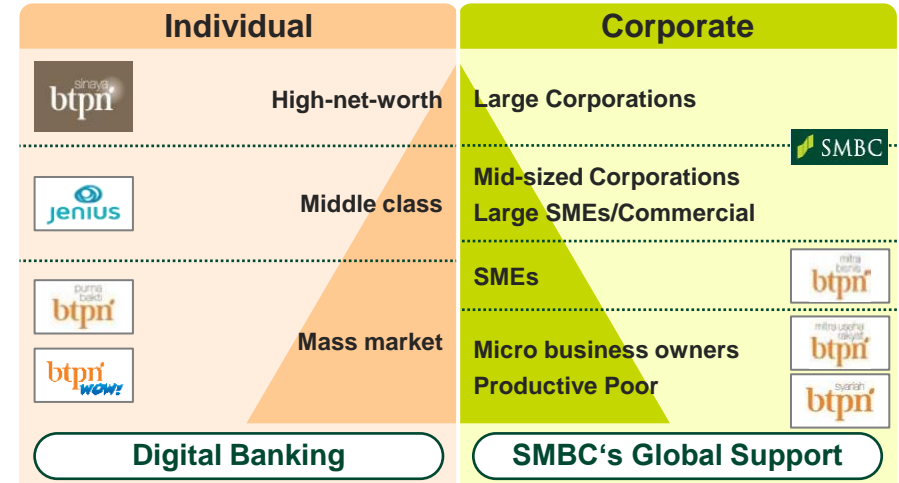 Individual
Corporate
sinaya
btpn
High-net-worth
Large Corporations
SMBC
Jenius
Middle class
Mid-sized Corporations
Large SMEs/Commercial
SMEs
mitra
bisnis
btpn
purna
bakti
btpn
Mass market
Micro business owners
Productive Poor
mitra usaha
rakyat
btpn
btpn
WOW!
syariah
btpn
Digital Banking
SMBC‘s Global Support